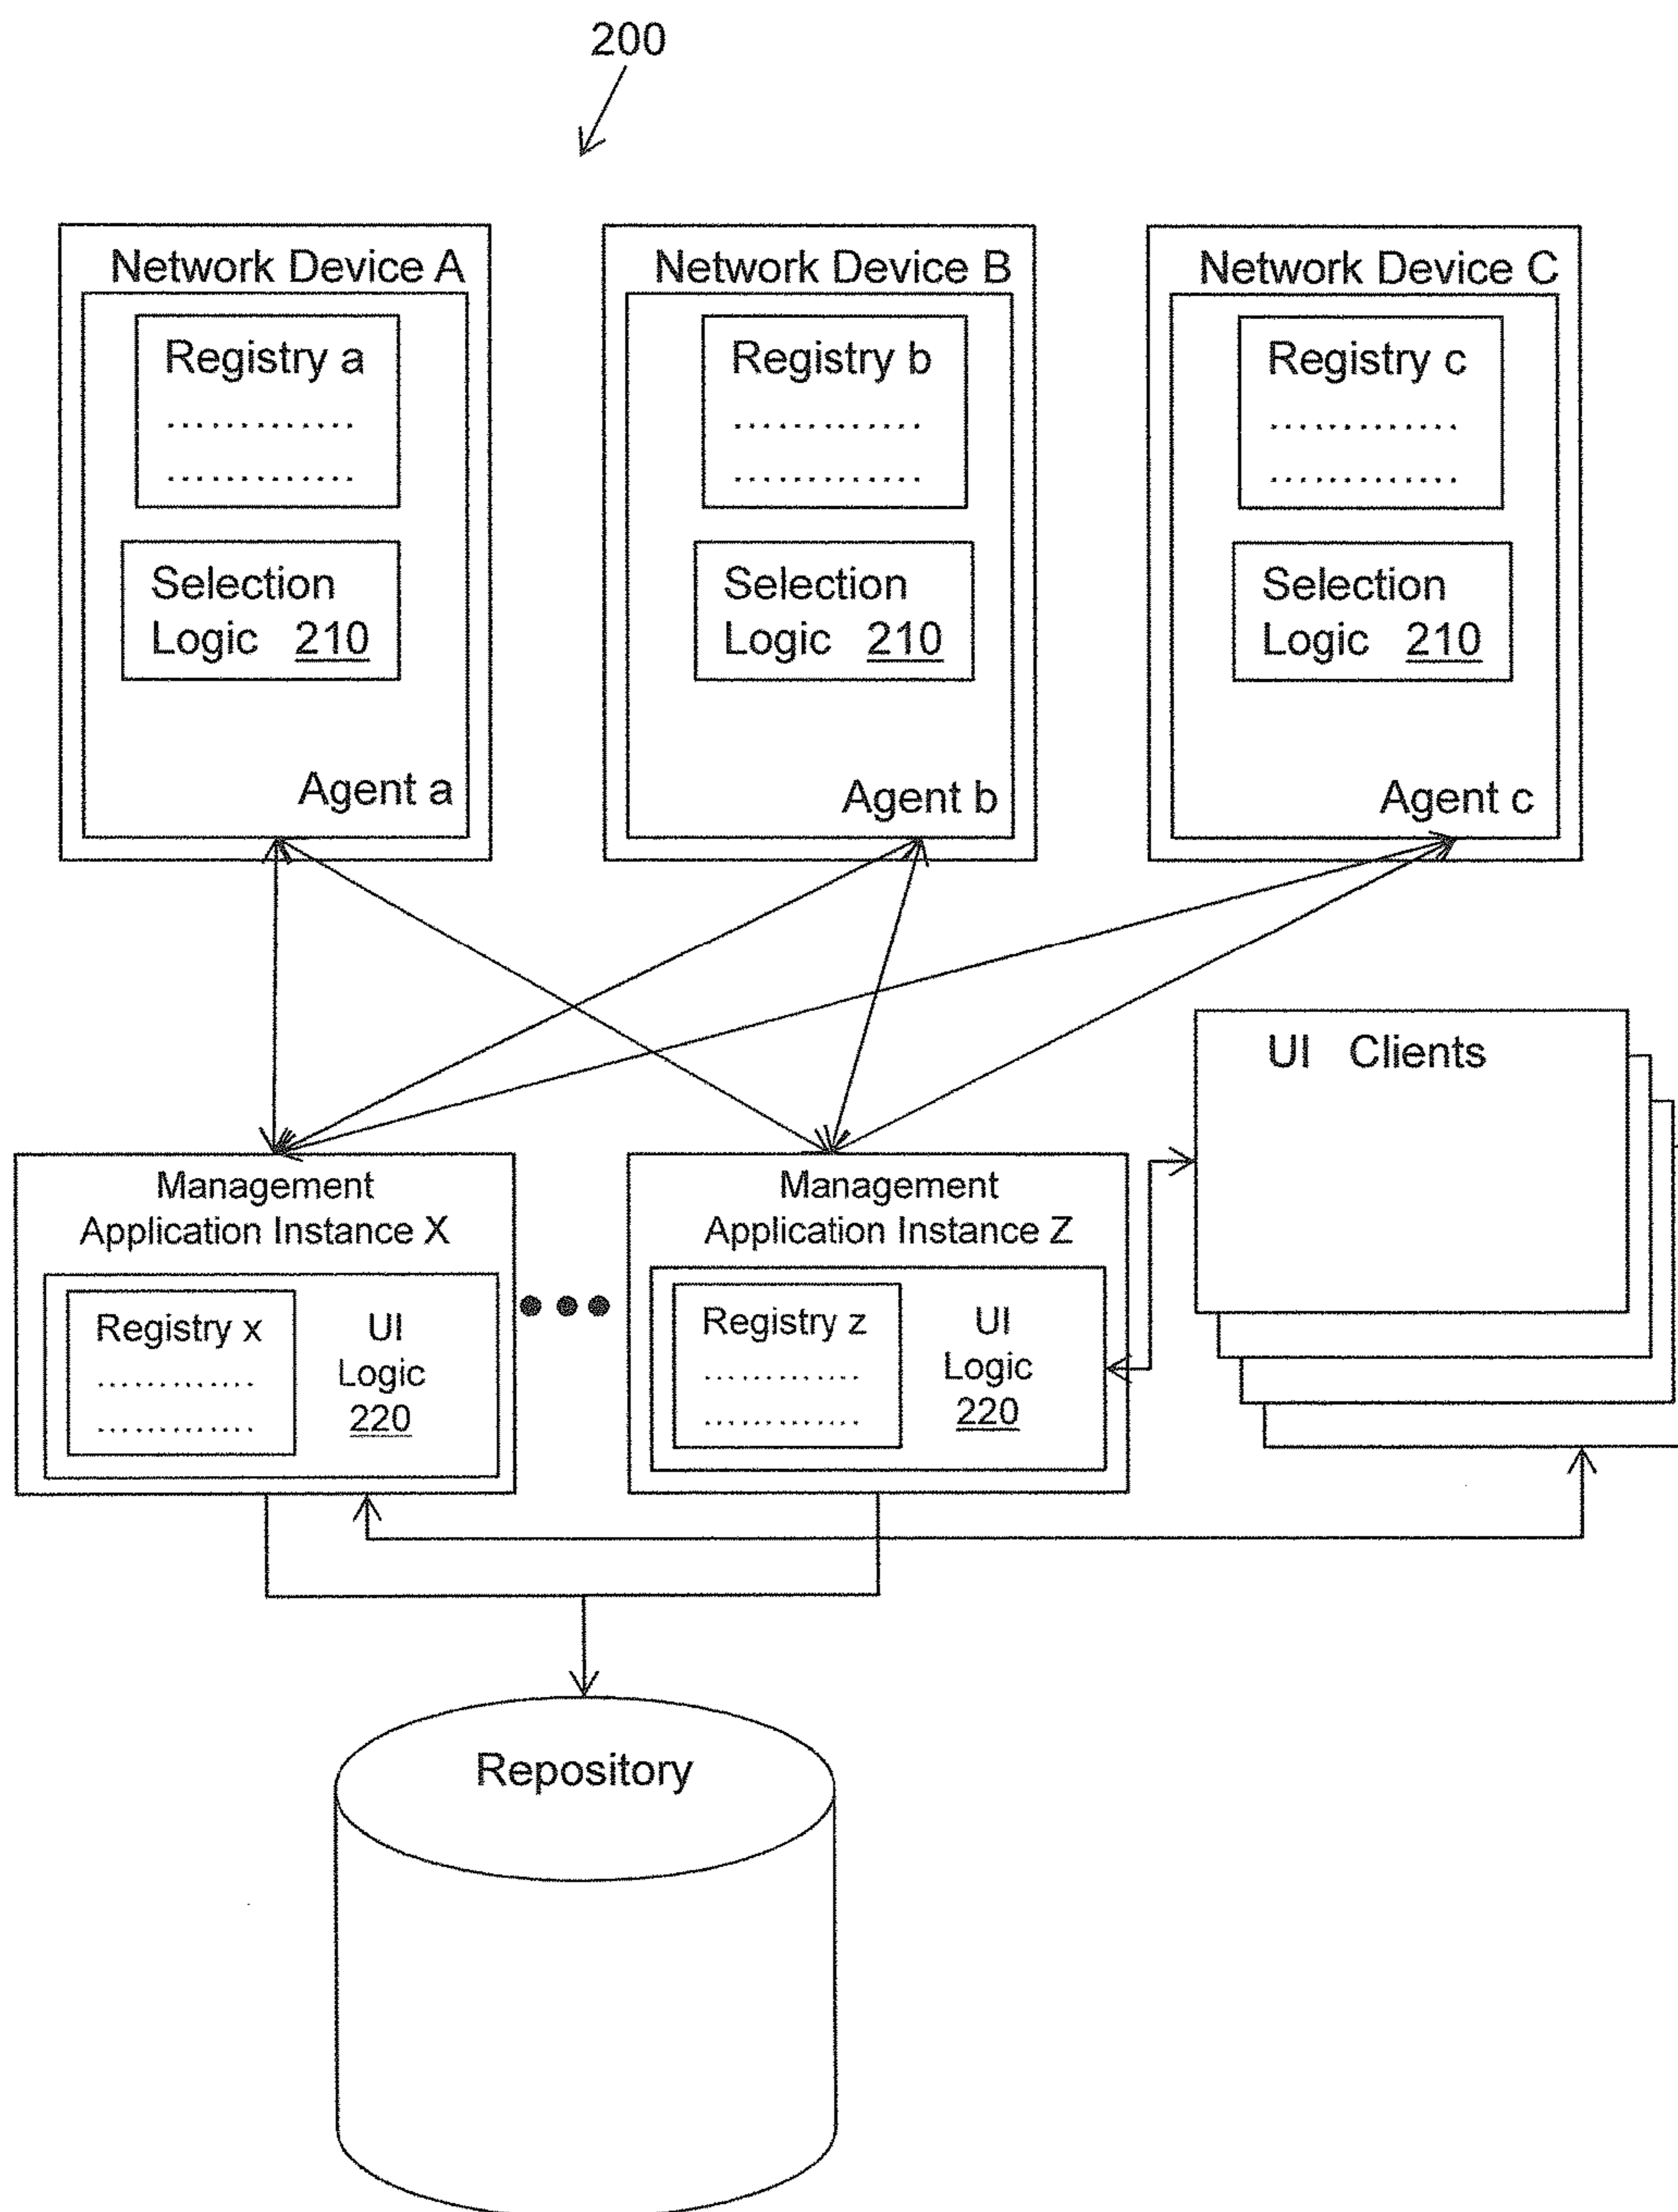 200
Network Device A
Network Device B
Network Device C
Registry a
Registry b
Registry c
Selection
Logic 210
Selection
Logic 210
Selection
Logic 210
Agent a
Agent b
Agent c
UI Clients
Management
Application Instance X
Management
Application Instance Z
Registry x
UI
Logic
220
Registry z
UI
Logic
220
Repository